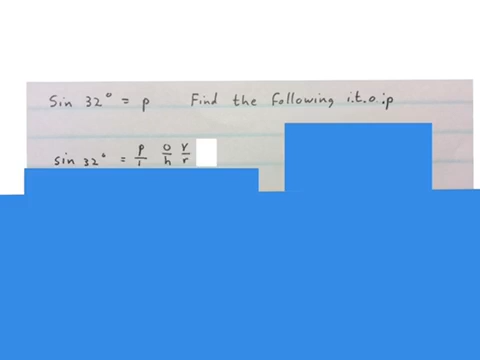 Sin 32° = p Find the following i.t.o :p
sin 32° = p/1 o/h y/r